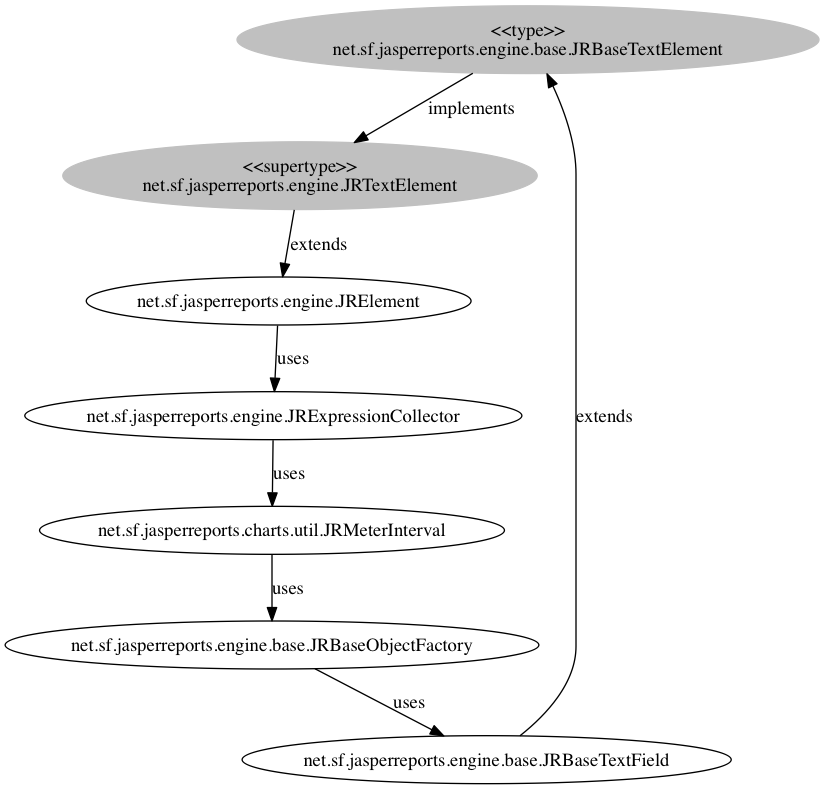 <<type>>
net.sf.jasperreports.engine.base.JRBaseTextElement
implements
<<supertype>>
net.sf.jasperreports.engine.JRTextElement
extends
net.sf.jasperreports.engine.JRElement
uses
net.sf.jasperreports.engine.JRExpressionCollector
extends
uses
net.sf.jasperreports.charts.util.JRMeterInterval
uses
net.sf.jasperreports.engine.base.JRBaseObjectFactory
uses
net.sf.jasperreports.engine.base.JRBaseTextField